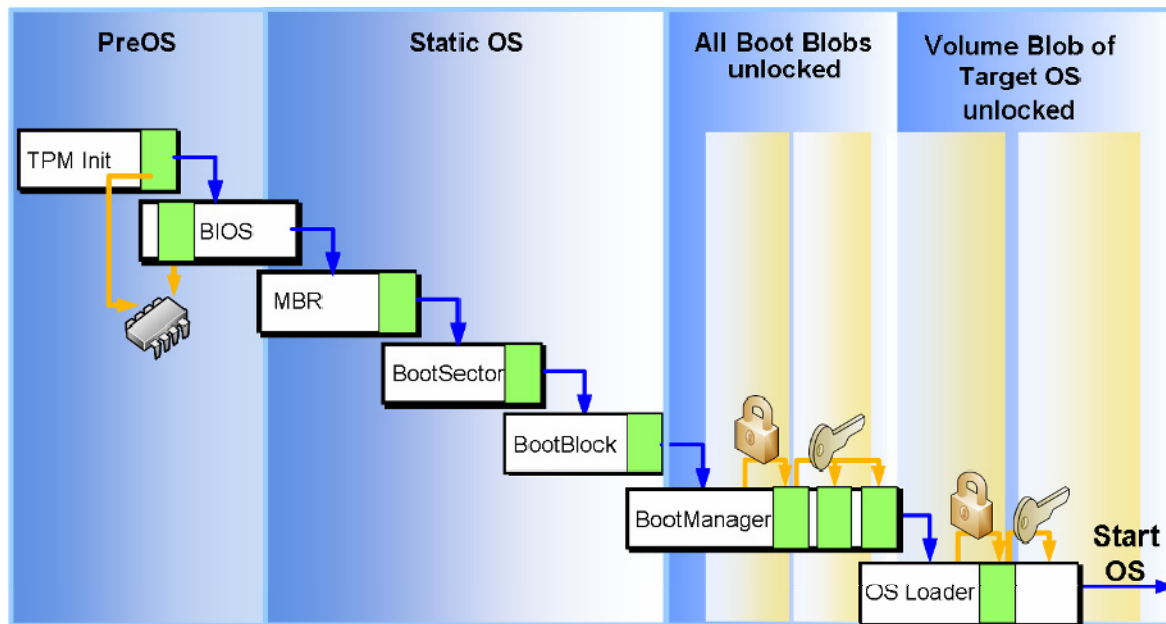 PreOS
Static OS
All Boot Blobs
unlocked
Volume Blob of
Target OS
unlocked
TPM Init
BIOS
MBR
BootSector
BootBlock
BootManager
OS Loader
Start
OS